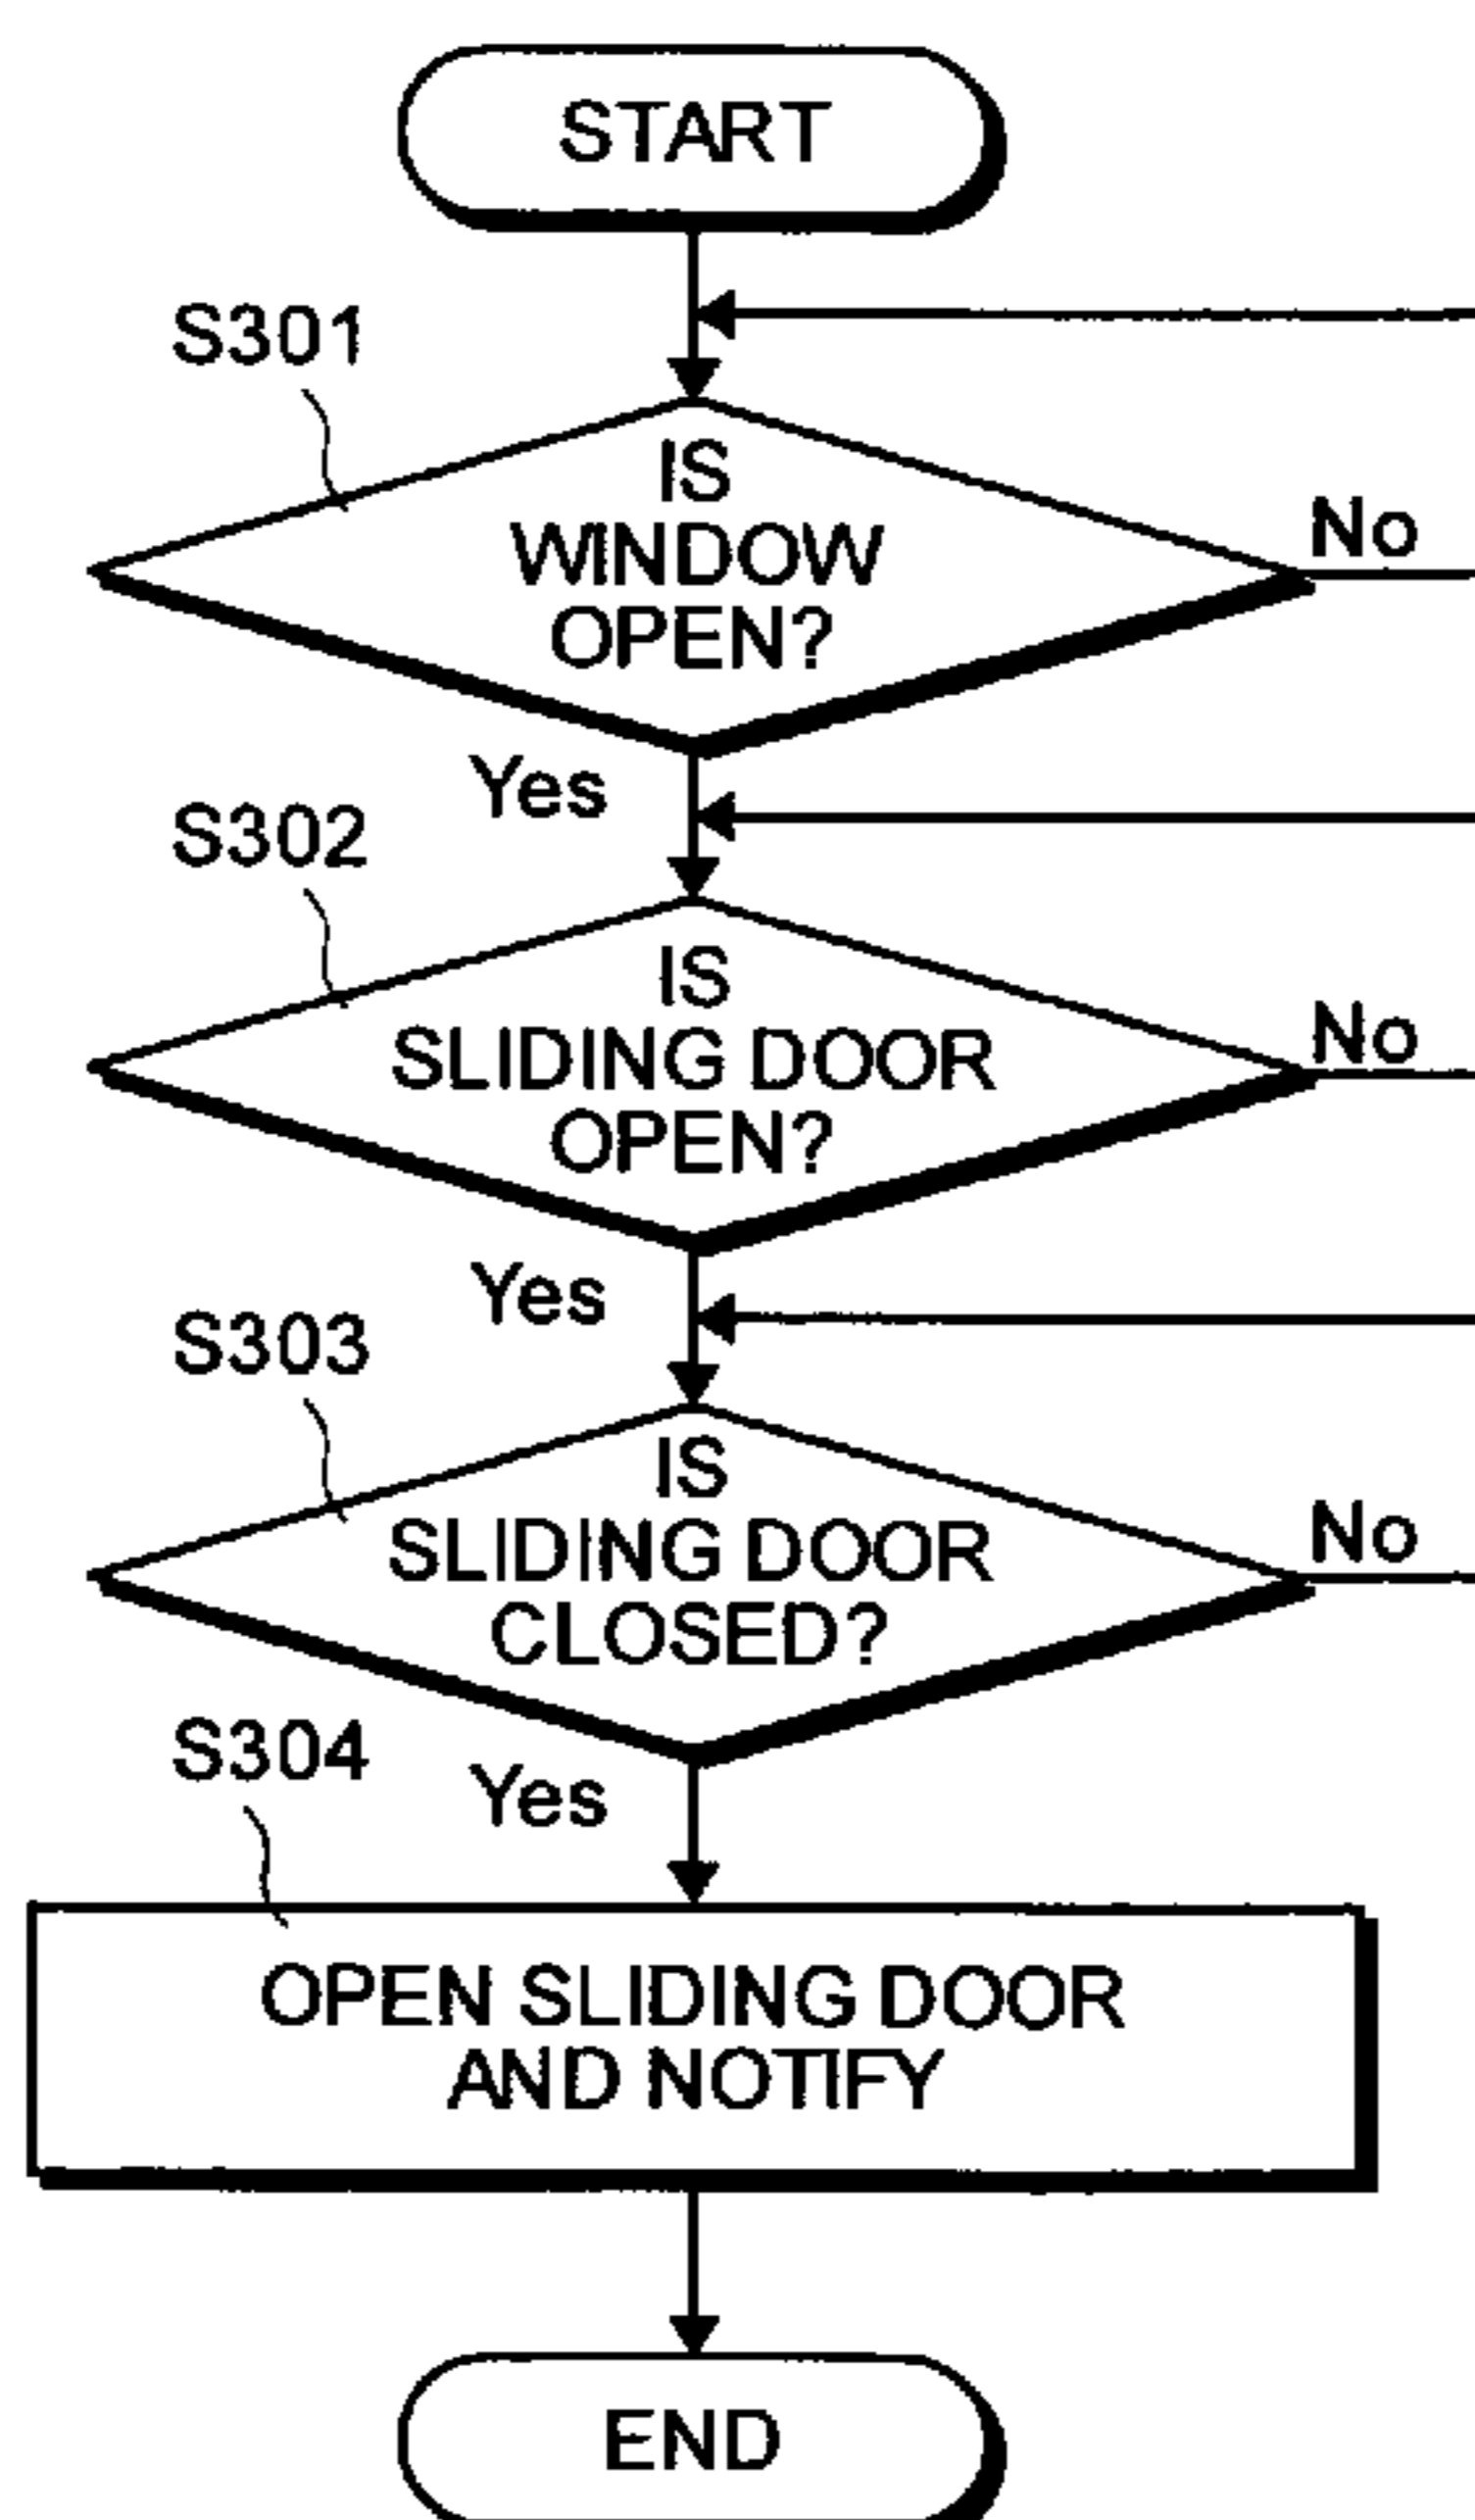 START
S301
IS
WINDOW
OPEN?
No
Yes
S302
IS
SLIDING DOOR
OPEN?
No
Yes
S303
IS
SLIDING DOOR
CLOSED?
No
Yes
S304
OPEN SLIDING DOOR
AND NOTIFY
END